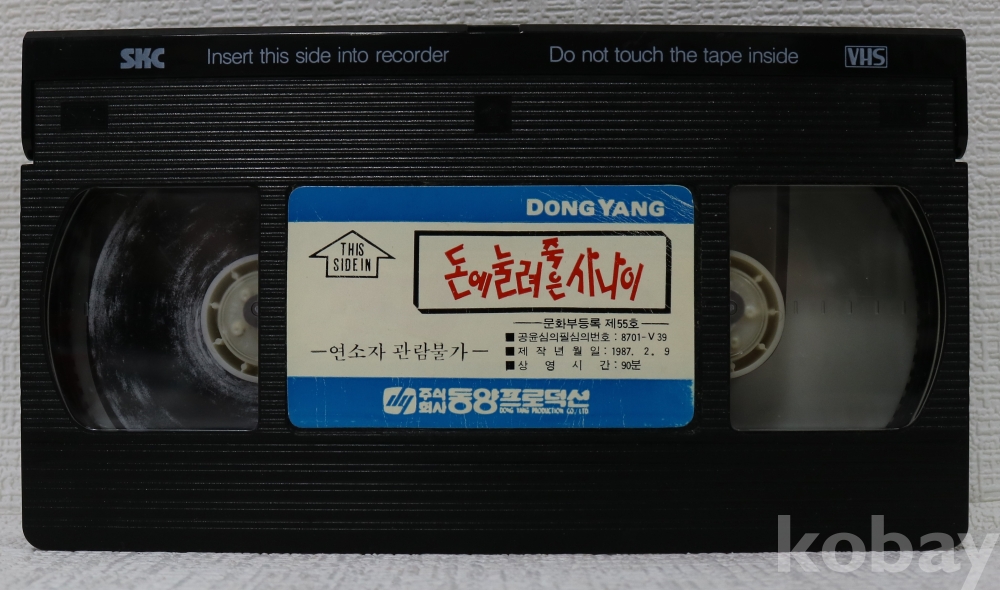 SKC Insert this side into recorder Do not touch the tape inside VHS
DONG YANG
THIS
SIDE IN
돈에 눌려 죽은 사나이
문화부등록 제55호
■ 공윤심의필심의번호 : 8701-V39
—연소자 관람불가—
■ 제 작 년 월 일 : 1987. 2. 9
■ 상 영 시 간 : 90분
주식회사 동양프로덕션
DONG YANG PRODUCTION CO., LTD
kobay